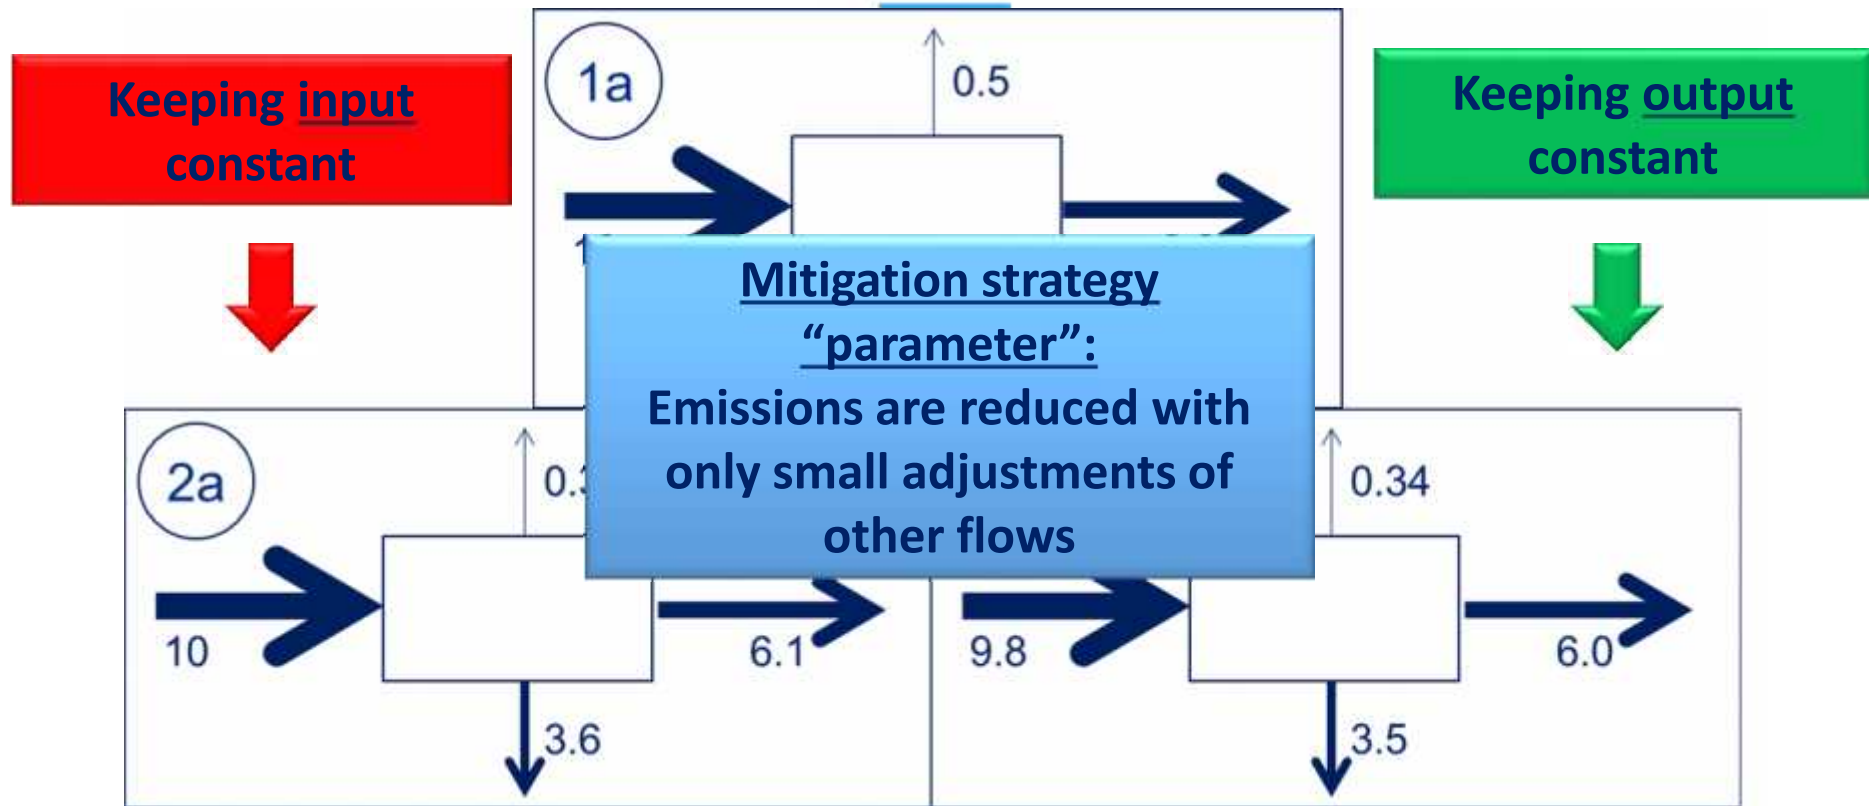 1a
0.5
Keeping input
constant
Keeping output
constant
Mitigation strategy
“parameter”:
Emissions are reduced with
only small adjustments of
other flows
2a
0.34
10
6.1
3.6
9.8
6.0
3.5